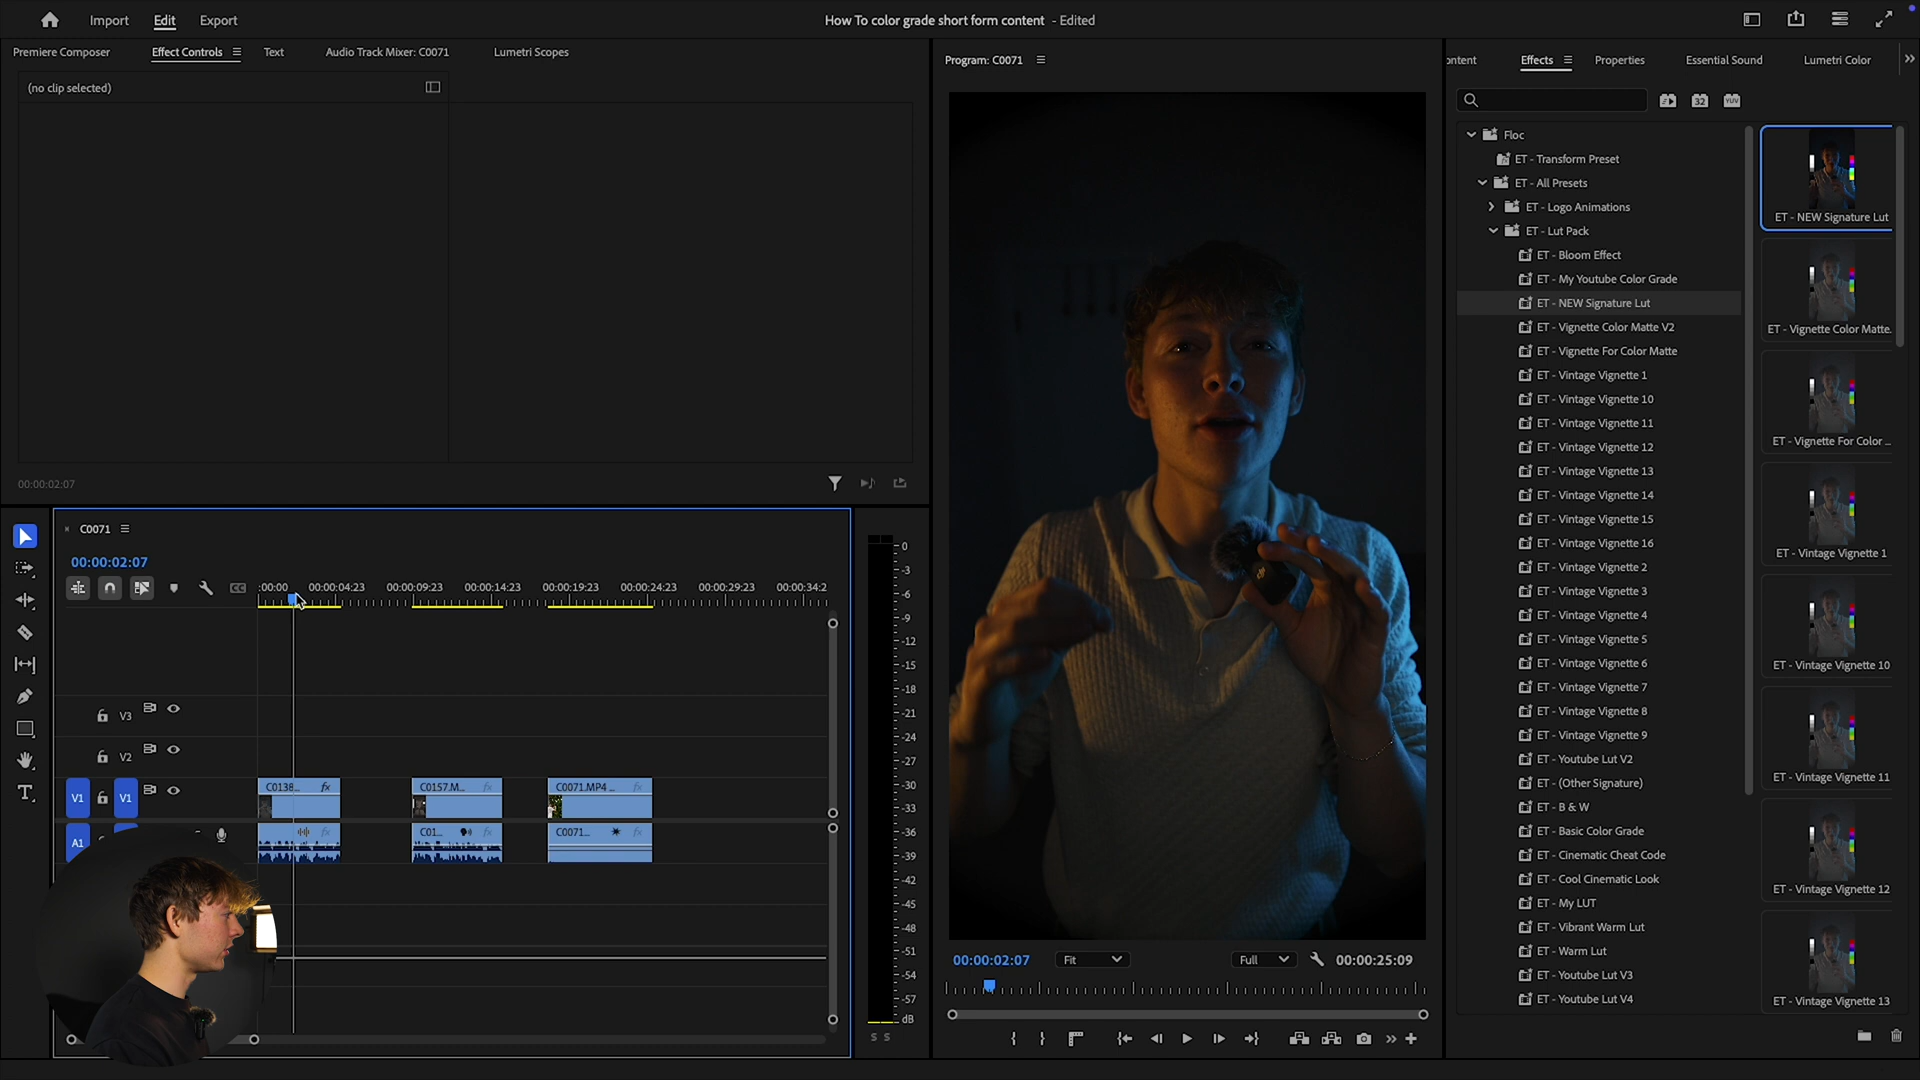 Import Edit Export How To color grade short form content - Edited
Premiere Composer Effect Controls Text Audio Track Mixer: C0071 Lumetri Scopes
(no clip selected)
00:00:02:07
Program: C0071
ontent Effects Properties Essential Sound Lumetri Color
32 YUV
Floc
ET - Transform Preset
ET - All Presets
ET - Logo Animations
ET - Lut Pack
ET - Bloom Effect
ET - My Youtube Color Grade
ET - NEW Signature Lut
ET - Vignette Color Matte V2
ET - Vignette For Color Matte
ET - Vintage Vignette 1
ET - Vintage Vignette 10
ET - Vintage Vignette 11
ET - Vintage Vignette 12
ET - Vintage Vignette 13
ET - Vintage Vignette 14
ET - Vintage Vignette 15
ET - Vintage Vignette 16
ET - Vintage Vignette 2
ET - Vintage Vignette 3
ET - Vintage Vignette 4
ET - Vintage Vignette 5
ET - Vintage Vignette 6
ET - Vintage Vignette 7
ET - Vintage Vignette 8
ET - Vintage Vignette 9
ET - Youtube Lut V2
ET - (Other Signature)
ET - B & W
ET - Basic Color Grade
ET - Cinematic Cheat Code
ET - Cool Cinematic Look
ET - My LUT
ET - Vibrant Warm Lut
ET - Warm Lut
ET - Youtube Lut V3
ET - Youtube Lut V4
ET - NEW Signature Lut
ET - Vignette Color Matte.
ET - Vignette For Color ...
ET - Vintage Vignette 1
ET - Vintage Vignette 10
ET - Vintage Vignette 11
ET - Vintage Vignette 12
ET - Vintage Vignette 13
C0071
00:00:02:07
CC
:00:00 00:00:04:23 00:00:09:23 00:00:14:23 00:00:19:23 00:00:24:23 00:00:29:23 00:00:34:2
V3
V2
V1 V1
C0138... fx C0157.M... fx C0071.MP4 ... fx
A1
fx C01... fx C0071... fx
0
-3
-6
-9
-12
-15
-18
-21
-24
-27
-30
-33
-36
-39
-42
-45
-48
-51
-54
-57
dB
S S
00:00:02:07 Fit Full 00:00:25:09